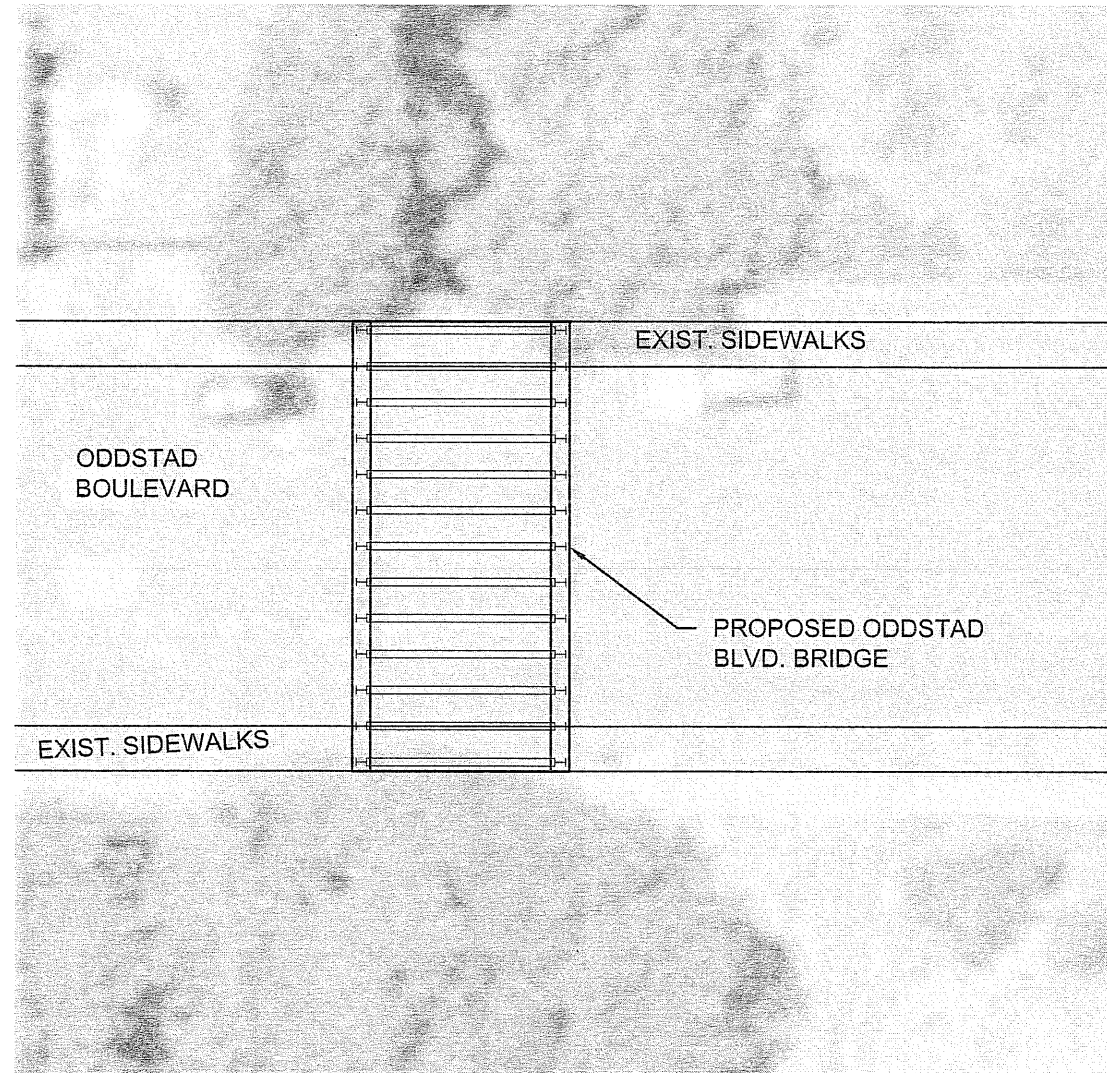 EXIST. SIDEWALKS
ODDSTAD
BOULEVARD
PROPOSED ODDSTAD
BLVD. BRIDGE
EXIST. SIDEWALKS